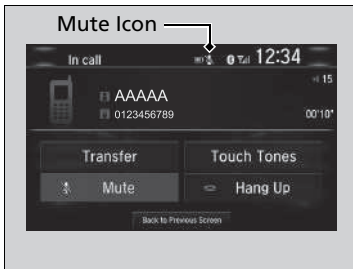 Mute Icon
In call 12:34
15
AAAAA
0123456789 00'10"
Transfer Touch Tones
Mute Hang Up
Back to Previous Screen